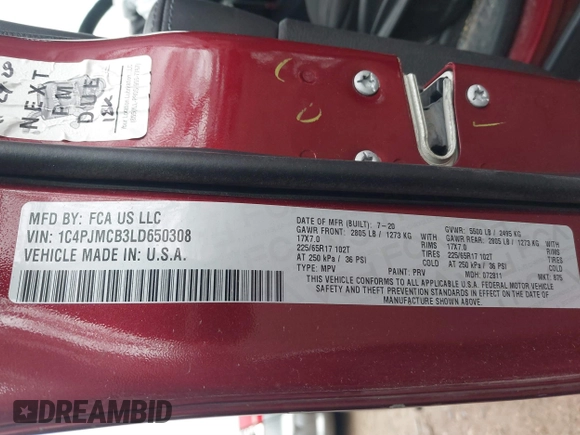 NEXT
PM
DUE
15K
MFD BY: FCA US LLC
VIN: 1C4PJMCB3LD650308
VEHICLE MADE IN: U.S.A.
DATE OF MFR (BUILT): 7-20
GVWR: 5500 LB / 2495 KG
GAWR FRONT: 2805 LB / 1273 KG WITH
17X7.0 RIMS
225/65R17 102T TIRES
AT 250 kPa / 36 PSI COLD
GAWR REAR: 2805 LB / 1273 KG WITH
17X7.0 RIMS
225/65R17 102T TIRES
AT 250 kPa / 36 PSI COLD
TYPE: MPV
PAINT: PRV
MDH: 072811
MKT: 875
THIS VEHICLE CONFORMS TO ALL APPLICABLE U.S.A. FEDERAL MOTOR VEHICLE
SAFETY AND THEFT PREVENTION STANDARDS IN EFFECT ON THE DATE OF
MANUFACTURE SHOWN ABOVE.
DREAMBID